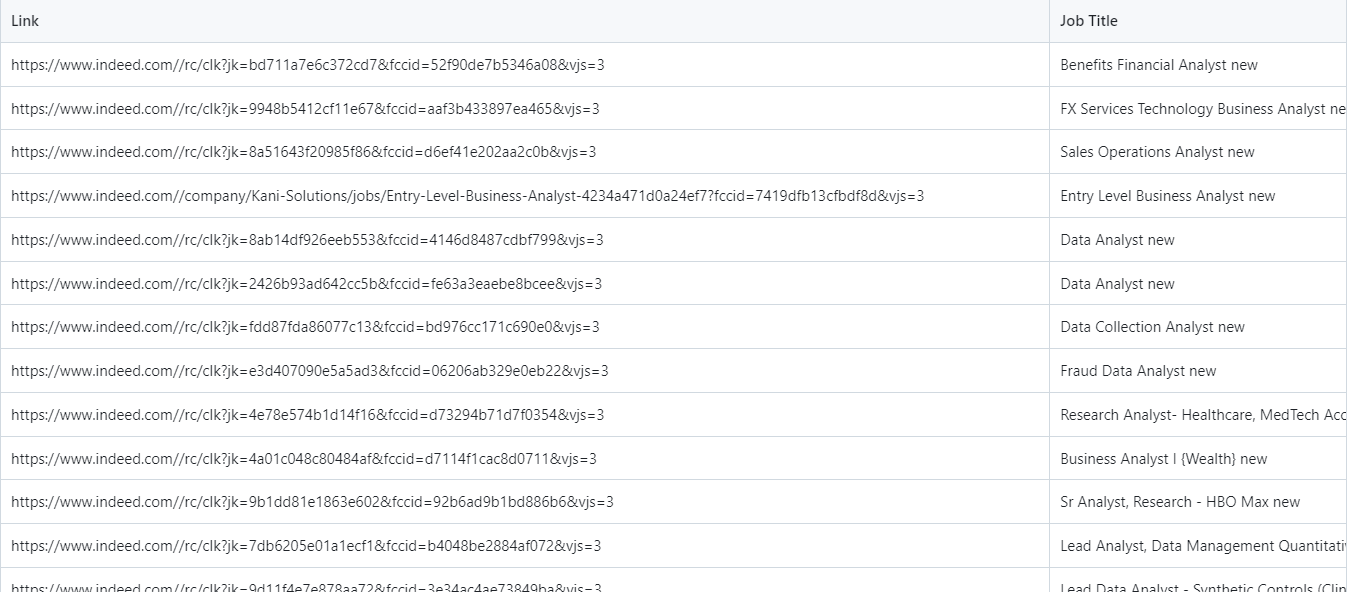 Link Job Title
https://www.indeed.com//rc/clk?jk=bd711a7e6c372cd7&fccid=52f90de7b5346a08&vjs=3 Benefits Financial Analyst new
https://www.indeed.com//rc/clk?jk=9948b5412cf11e67&fccid=aaf3b433897ea465&vjs=3 FX Services Technology Business Analyst ne
https://www.indeed.com//rc/clk?jk=8a51643f20985f86&fccid=d6ef41e202aa2c0b&vjs=3 Sales Operations Analyst new
https://www.indeed.com//company/Kani-Solutions/jobs/Entry-Level-Business-Analyst-4234a471d0a24ef7?fccid=7419dfb13cfbdf8d&vjs=3 Entry Level Business Analyst new
https://www.indeed.com//rc/clk?jk=8ab14df926eeb553&fccid=4146d8487cdbf799&vjs=3 Data Analyst new
https://www.indeed.com//rc/clk?jk=2426b93ad642cc5b&fccid=fe63a3eaebe8bcee&vjs=3 Data Analyst new
https://www.indeed.com//rc/clk?jk=fdd87fda86077c13&fccid=bd976cc171c690e0&vjs=3 Data Collection Analyst new
https://www.indeed.com//rc/clk?jk=e3d407090e5a5ad3&fccid=06206ab329e0eb22&vjs=3 Fraud Data Analyst new
https://www.indeed.com//rc/clk?jk=4e78e574b1d14f16&fccid=d73294b71d7f0354&vjs=3 Research Analyst- Healthcare, MedTech Acc
https://www.indeed.com//rc/clk?jk=4a01c048c80484af&fccid=d7114f1cac8d0711&vjs=3 Business Analyst I {Wealth} new
https://www.indeed.com//rc/clk?jk=9b1dd81e1863e602&fccid=92b6ad9b1bd886b6&vjs=3 Sr Analyst, Research - HBO Max new
https://www.indeed.com//rc/clk?jk=7db6205e01a1ecf1&fccid=b4048be2884af072&vjs=3 Lead Analyst, Data Management Quantitati
https://www.indeed.com//rc/clk?jk=9d11f4e7e878aa72&fccid=3e34ac4ae73849ba&vjs=3 Lead Data Analyst - Synthetic Controls (Clin